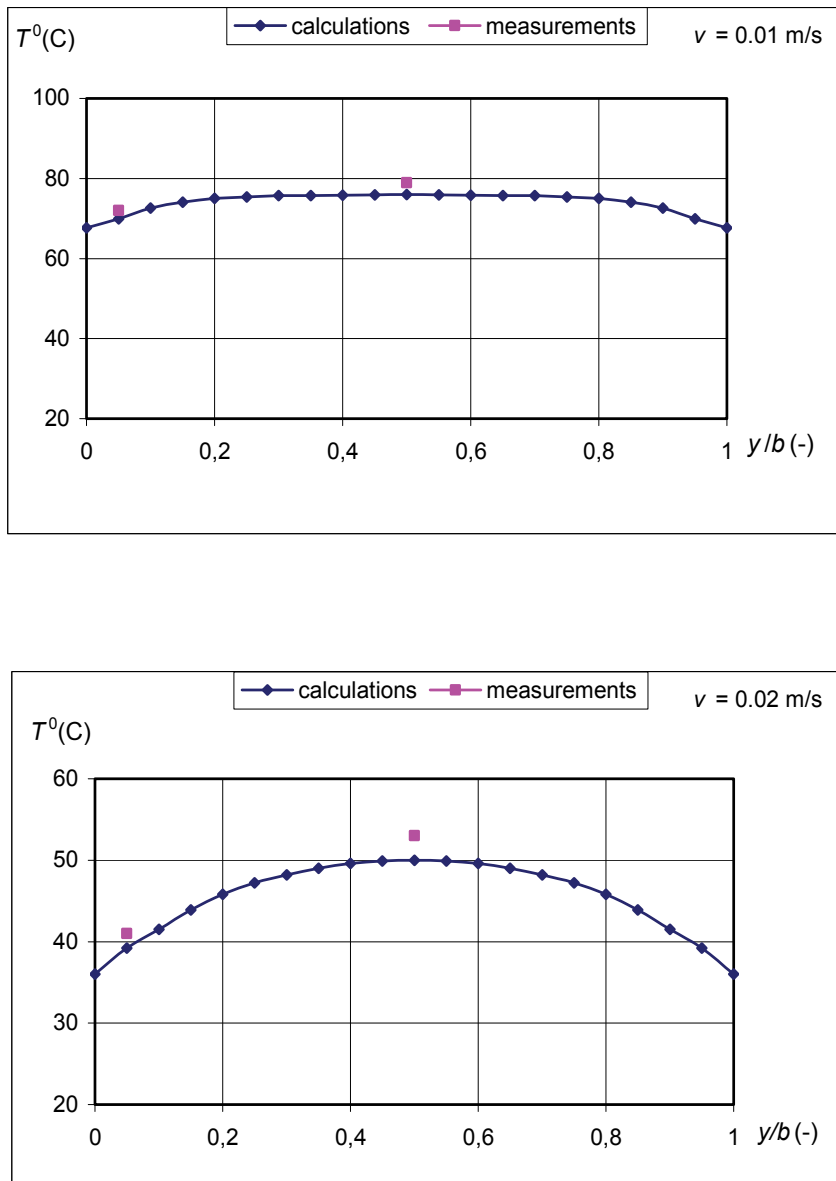 calculations measurements
v = 0.01 m/s
T⁰(C)
100
80
60
40
20
0 0,2 0,4 0,6 0,8 1
y/b (-)
calculations measurements
v = 0.02 m/s
T⁰(C)
60
50
40
30
20
0 0,2 0,4 0,6 0,8 1
y/b (-)